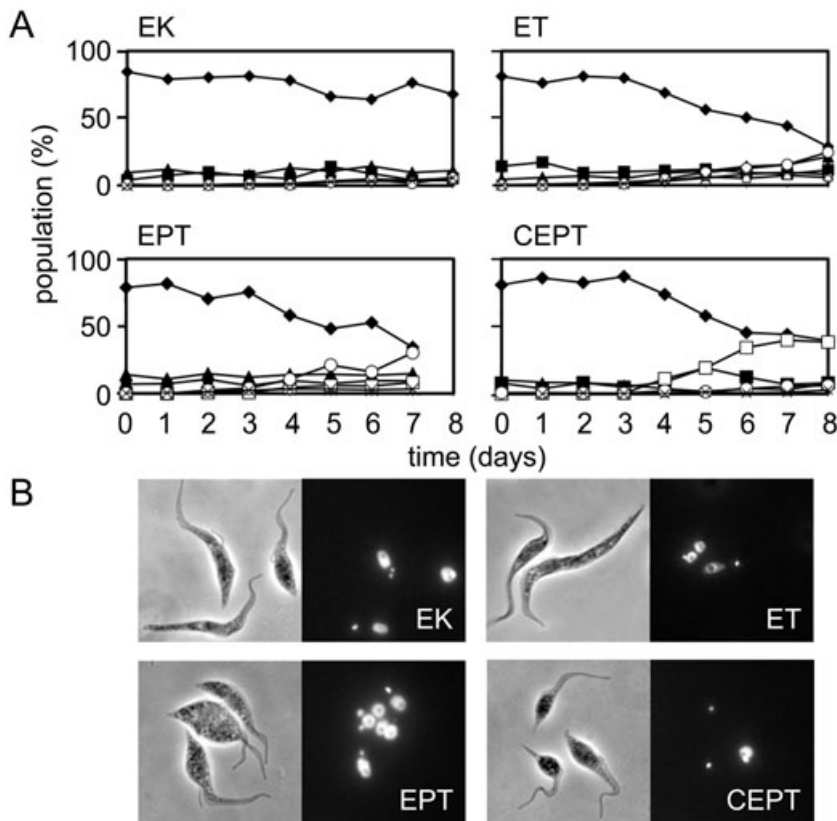 A
EK
ET
100
50
0
EPT
CEPT
100
50
0
population (%)
0 1 2 3 4 5 6 7 8 0 1 2 3 4 5 6 7 8
time (days)
B
EK
ET
EPT
CEPT